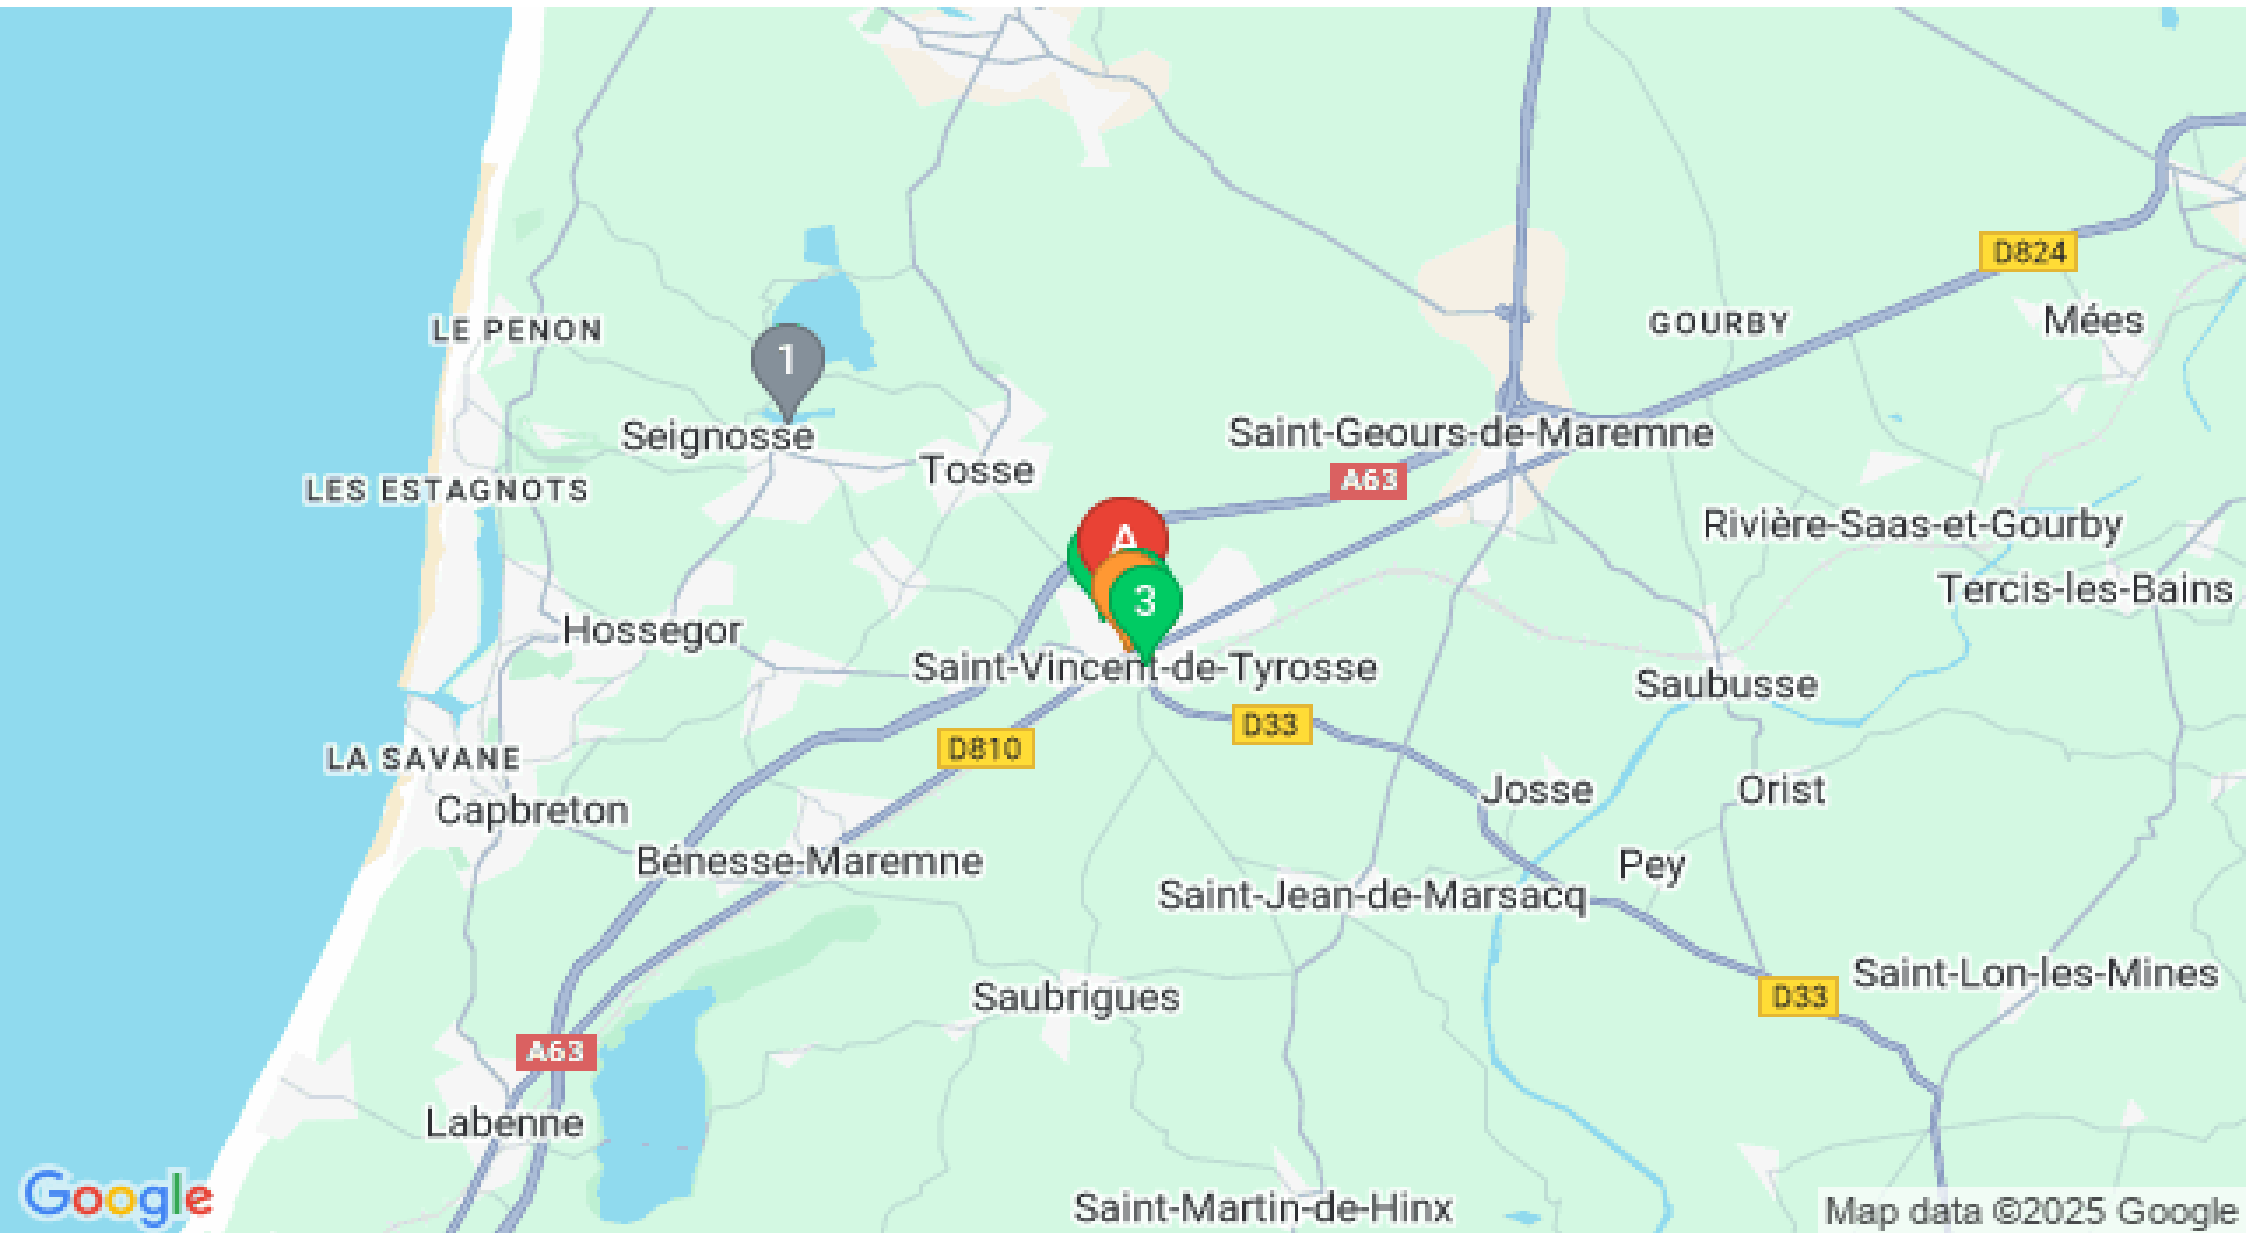 D824
LE PENON
GOURBY
Mées
1
Seignosse
Saint-Geours-de-Maremne
Tosse
A63
LES ESTAGNOTS
Rivière-Saas-et-Gourby
A
Tercis-les-Bains
3
Hossegor
Saint-Vincent-de-Tyrosse
Saubusse
D33
D810
LA SAVANE
Josse
Orist
Capbreton
Bénesse-Maremne
Pey
Saint-Jean-de-Marsacq
Saint-Lon-les-Mines
Saubrigues
D33
A63
Labenne
Google
Saint-Martin-de-Hinx
Map data ©2025 Google